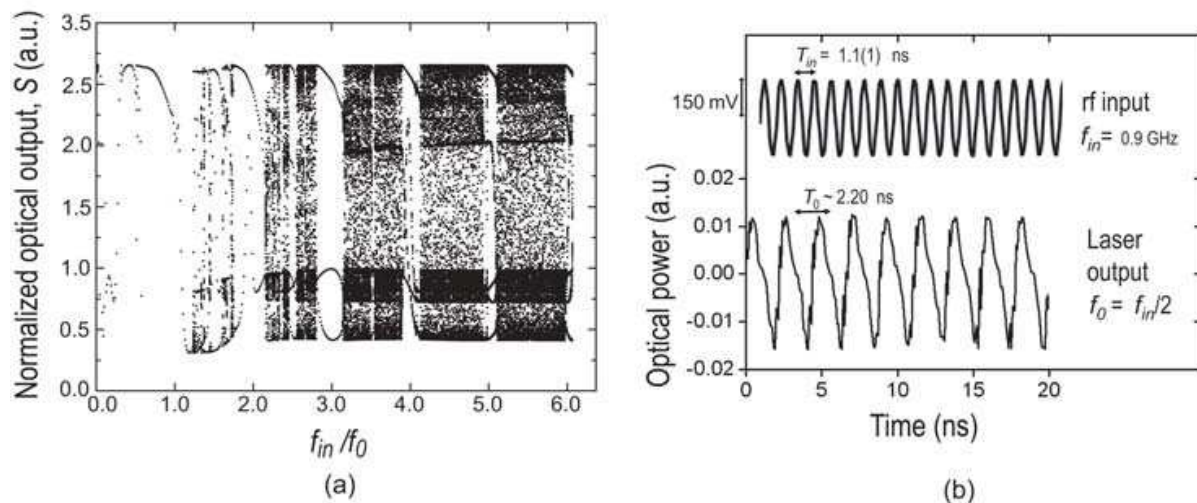 Normalized optical output, S (a.u.)
3.5
3.0
2.5
2.0
1.5
1.0
0.5
0.0
0.0 1.0 2.0 3.0 4.0 5.0 6.0
f_in /f_0
(a)
T_in = 1.1(1) ns
150 mV
rf input
f_in = 0.9 GHz
Optical power (a.u.)
0.02
0.01
0.00
-0.01
-0.02
T_0 ~ 2.20 ns
Laser
output
f_0 = f_in/2
0 5 10 15 20
Time (ns)
(b)